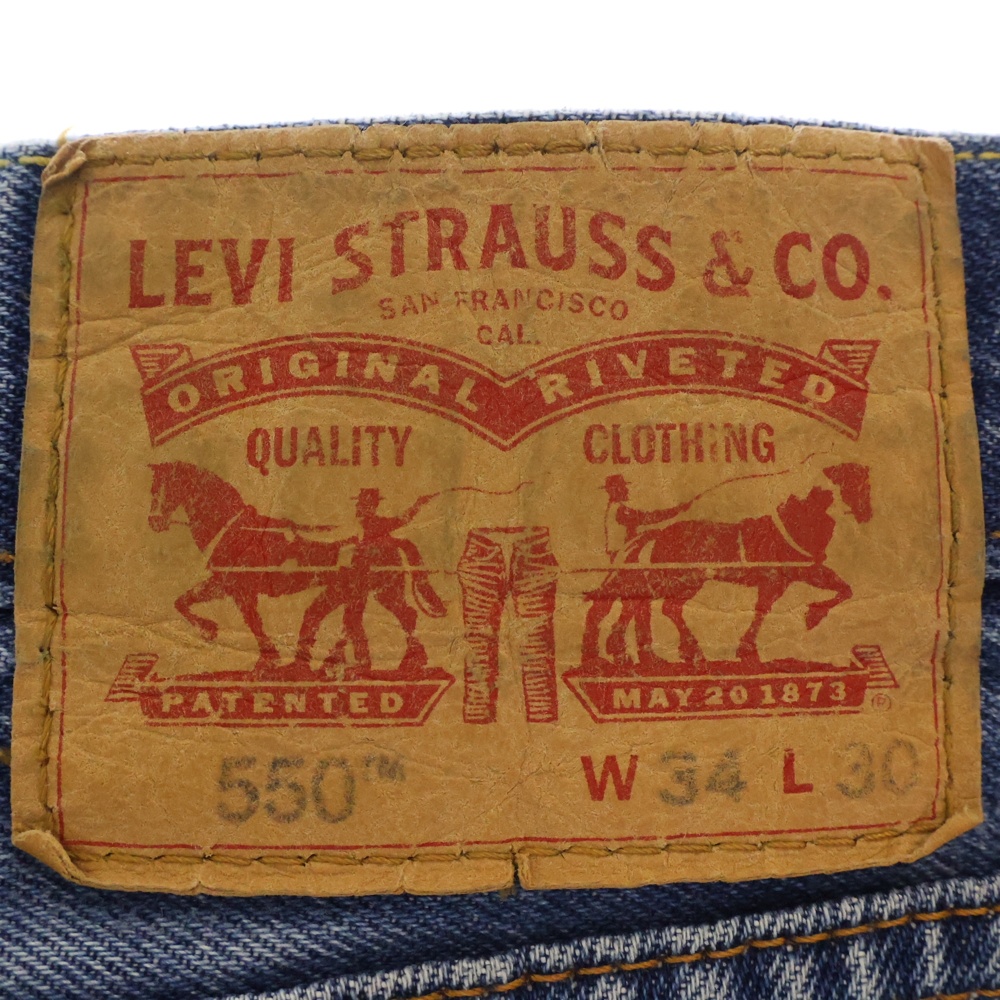 LEVI STRAUSS & CO.
SAN FRANCISCO
CAL.
ORIGINAL RIVETED
QUALITY CLOTHING
PATENTED MAY 20 1873 ®
550™ W 34 L 30